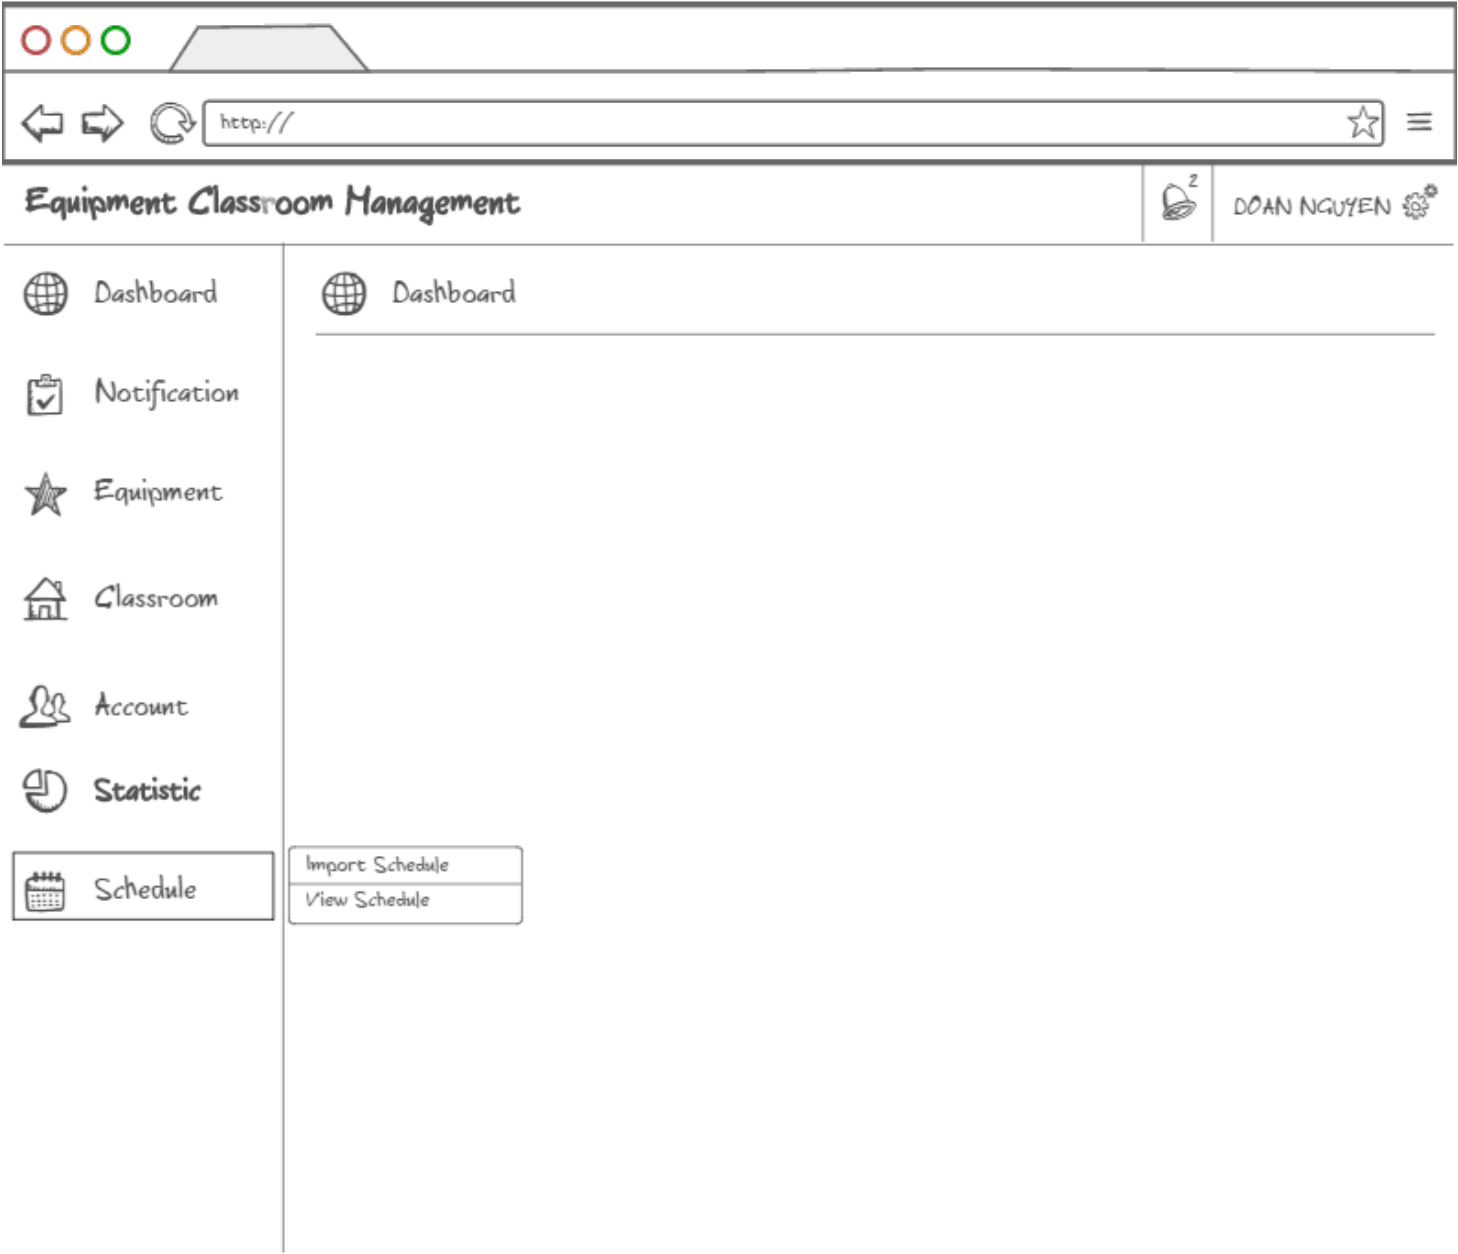 http://
Equipment Classroom Management
2
DOAN NGUYEN
Dashboard
Dashboard
Notification
Equipment
Classroom
Account
Statistic
Schedule
Import Schedule
View Schedule